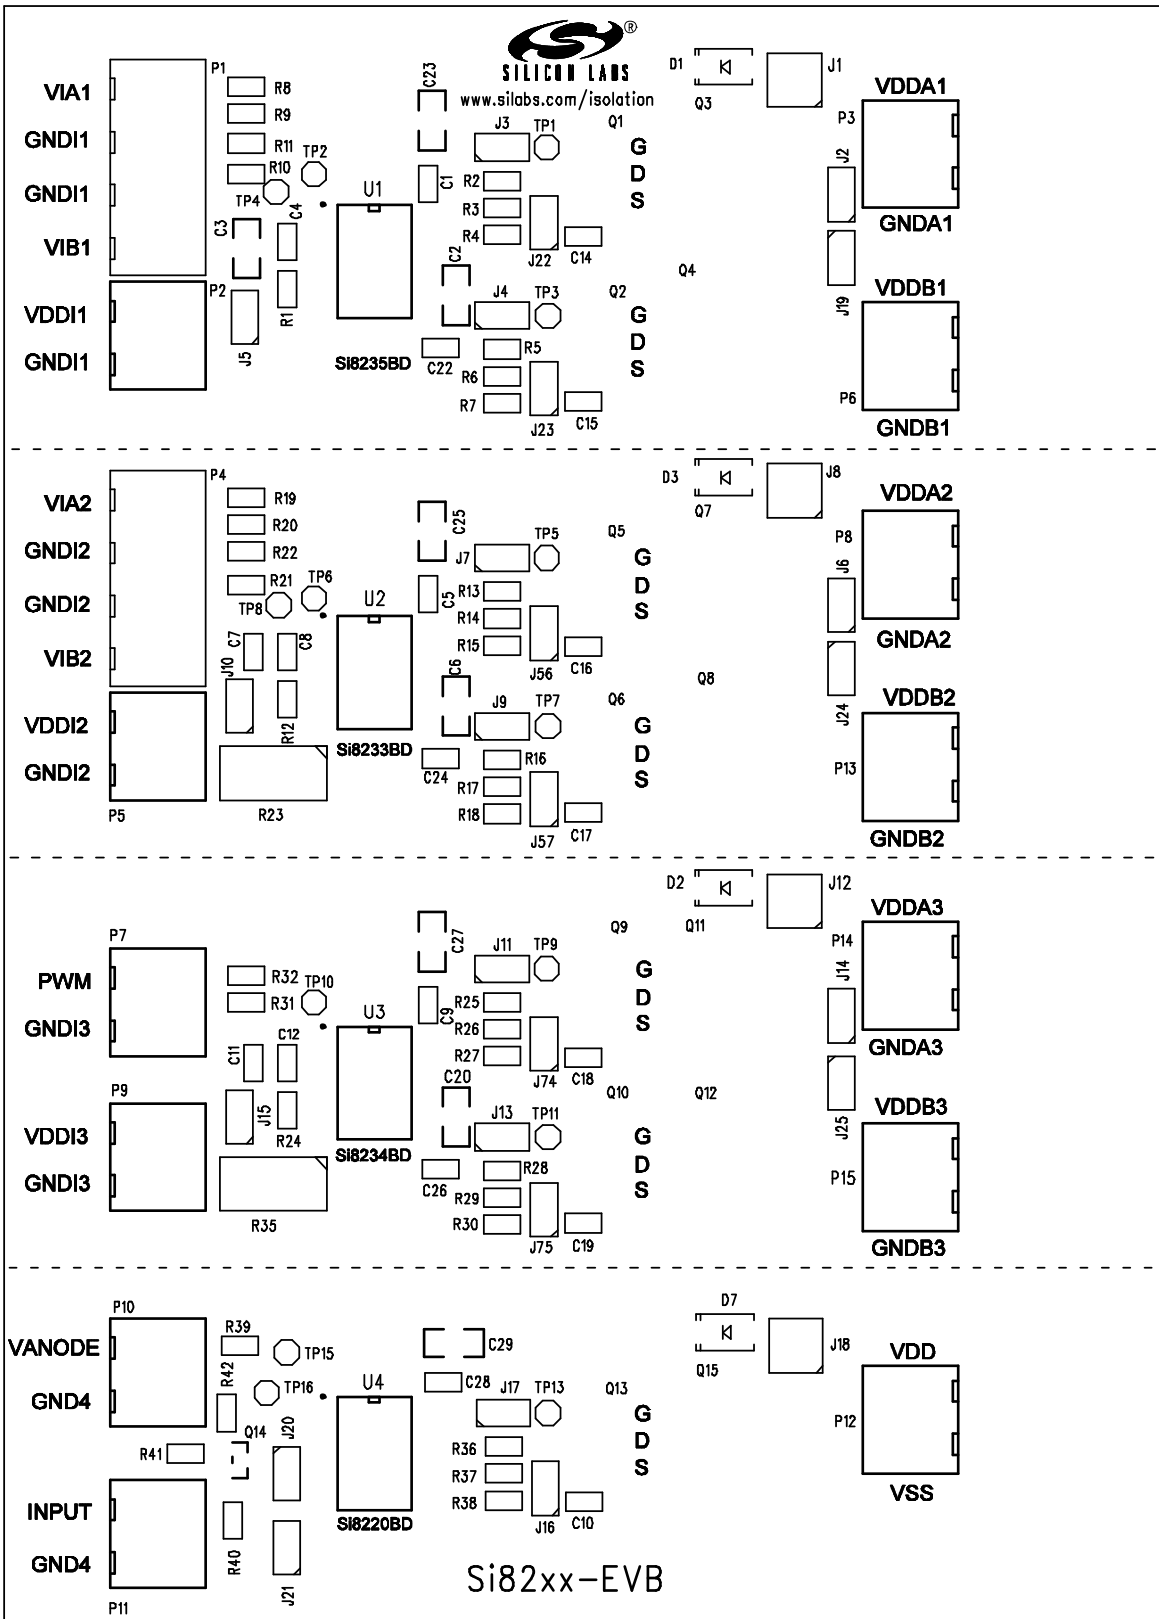 ®
SILICON LABS
www.silabs.com/isolation
VIA1
GNDI1
GNDI1
VIB1
VDDI1
GNDI1
P1
P2
R8
R9
R11
R10
TP4
TP2
C3
C4
R1
J5
U1
Si8235BD
C23
C1
C2
C22
J3
TP1
R2
R3
R4
J22
C14
J4
TP3
R5
R6
R7
J23
C15
Q1
G
D
S
Q2
G
D
S
D1
Q3
Q4
J1
J2
J19
P3
VDDA1
GNDA1
VDDB1
P6
GNDB1
VIA2
GNDI2
GNDI2
VIB2
VDDI2
GNDI2
P4
P5
R19
R20
R22
R21
TP8
TP6
C7
C8
J10
R12
R23
U2
Si8233BD
C25
C5
C6
C24
J7
TP5
R13
R14
R15
J56
C16
J9
TP7
R16
R17
R18
J57
C17
Q5
G
D
S
Q6
G
D
S
D3
Q7
Q8
J8
J6
J24
P8
VDDA2
GNDA2
VDDB2
P13
GNDB2
P7
PWM
GNDI3
P9
VDDI3
GNDI3
R32
R31
TP10
C11
C12
J15
R24
R35
U3
Si8234BD
C27
C9
C20
C26
J11
TP9
R25
R26
R27
J74
C18
J13
TP11
R28
R29
R30
J75
C19
Q9
G
D
S
Q10
G
D
S
D2
Q11
Q12
J12
J14
J25
P14
VDDA3
GNDA3
VDDB3
P15
GNDB3
P10
VANODE
GND4
INPUT
GND4
P11
R39
R42
R41
Q14
R40
TP15
TP16
J20
J21
U4
Si8220BD
C29
C28
J17
TP13
R36
R37
R38
J16
C10
Q13
G
D
S
D7
Q15
J18
VDD
P12
VSS
Si82xx-EVB